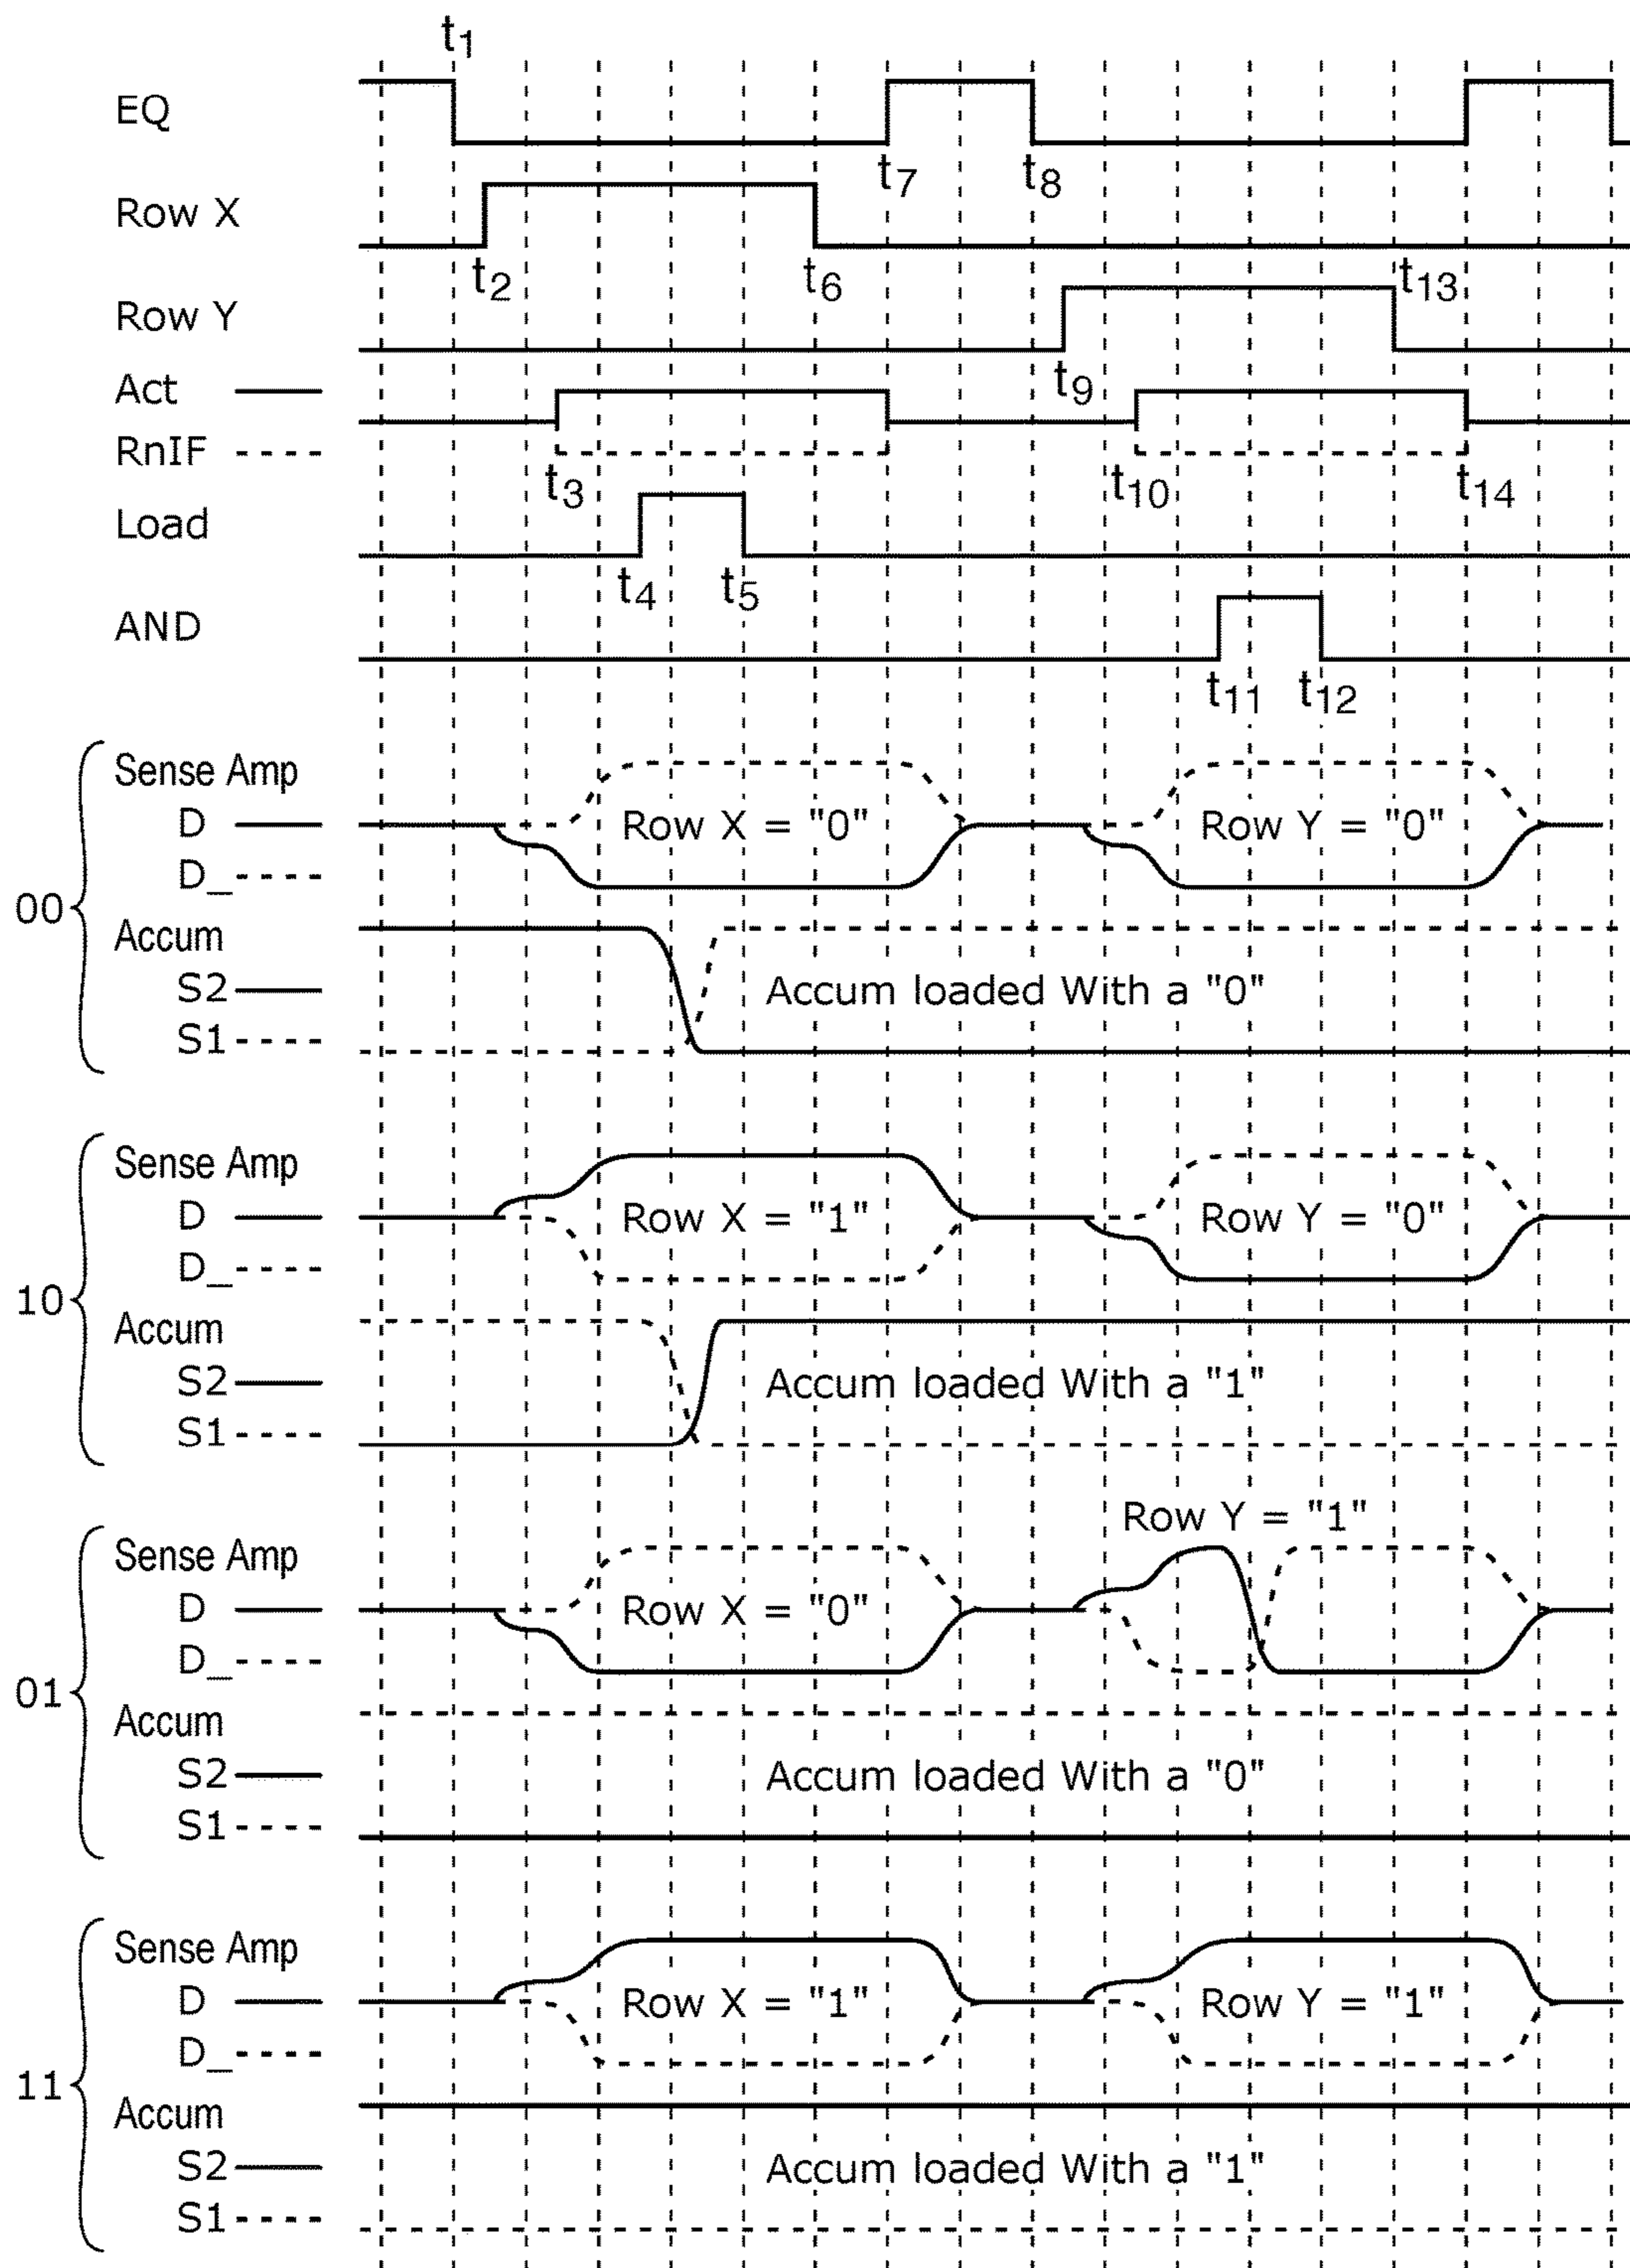 t1
EQ
t7 t8
Row X
t2 t6 t13
Row Y
t9
Act
RnIF
t3 t10 t14
Load
t4 t5
AND
t11 t12
00
Sense Amp
D Row X = "0" Row Y = "0"
D_
Accum
S2 Accum loaded With a "0"
S1
10
Sense Amp
D Row X = "1" Row Y = "0"
D_
Accum
S2 Accum loaded With a "1"
S1
01
Row Y = "1"
Sense Amp
D Row X = "0"
D_
Accum
S2 Accum loaded With a "0"
S1
11
Sense Amp
D Row X = "1" Row Y = "1"
D_
Accum
S2 Accum loaded With a "1"
S1